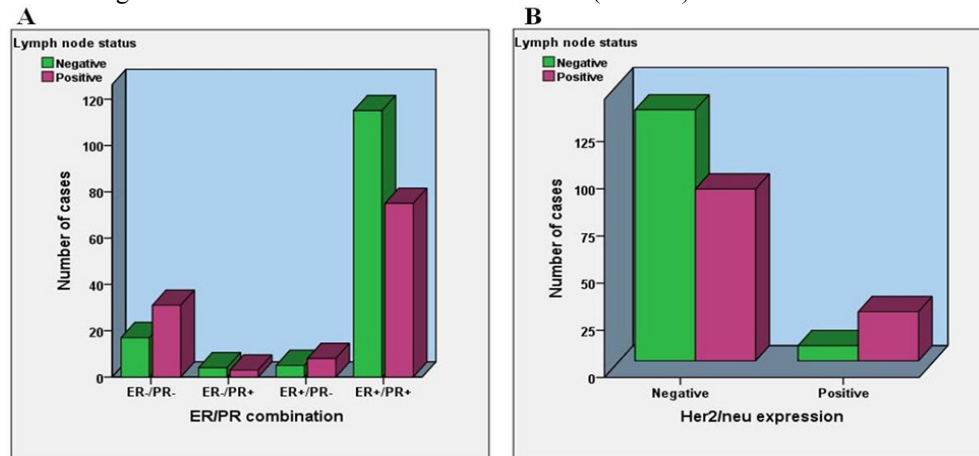 A
Lymph node status
Negative
Positive
120
100
80
60
40
20
0
Number of cases
ER-/PR-
ER-/PR+
ER+/PR-
ER+/PR+
ER/PR combination
B
Lymph node status
Negative
Positive
125
100
75
50
25
0
Number of cases
Negative
Positive
Her2/neu expression